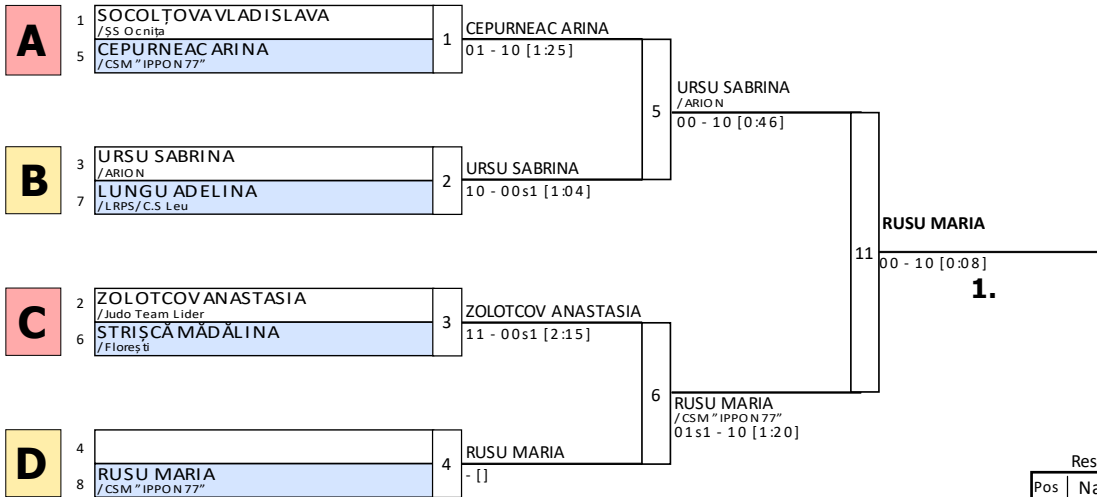 A
1 SOCOLȚOVA VLADISLAVA
/ȘS Ocnița
5 CEPURNEAC ARINA
/CSM "IPPON 77"
1
CEPURNEAC ARINA
01 - 10 [1:25]
B
3 URSU SABRINA
/ARION
7 LUNGU ADELINA
/LRPS/C.S Leu
2
URSU SABRINA
10 - 00s1 [1:04]
5
URSU SABRINA
/ARION
00 - 10 [0:46]
C
2 ZOLOTCOV ANASTASIA
/Judo Team Lider
6 STRIȘCĂ MĂDĂLINA
/Florești
3
ZOLOTCOV ANASTASIA
11 - 00s1 [2:15]
D
4
8 RUSU MARIA
/CSM "IPPON 77"
4
RUSU MARIA
- []
6
RUSU MARIA
/CSM "IPPON 77"
01s1 - 10 [1:20]
11
RUSU MARIA
00 - 10 [0:08]
1.
Res
Pos Na